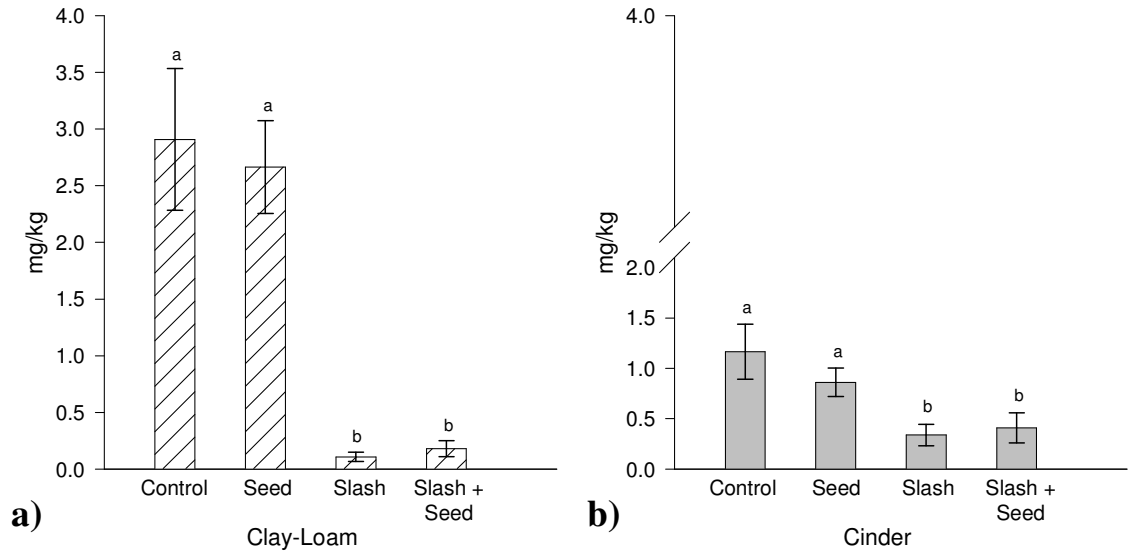 4.0
3.5
3.0
2.5
2.0
1.5
1.0
0.5
0.0
mg/kg
a
a
b
b
Control
Seed
Slash
Slash +
Seed
a)
Clay-Loam
4.0
2.0
1.5
1.0
0.5
0.0
mg/kg
a
a
b
b
Control
Seed
Slash
Slash +
Seed
b)
Cinder